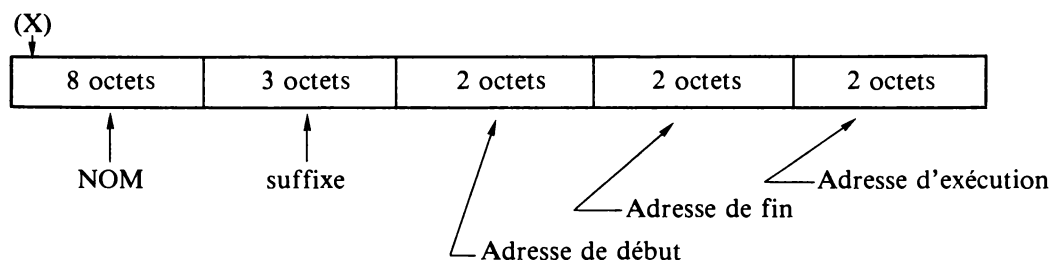 (X)
8 octets 3 octets 2 octets 2 octets 2 octets
NOM suffixe Adresse d'exécution
Adresse de fin
Adresse de début